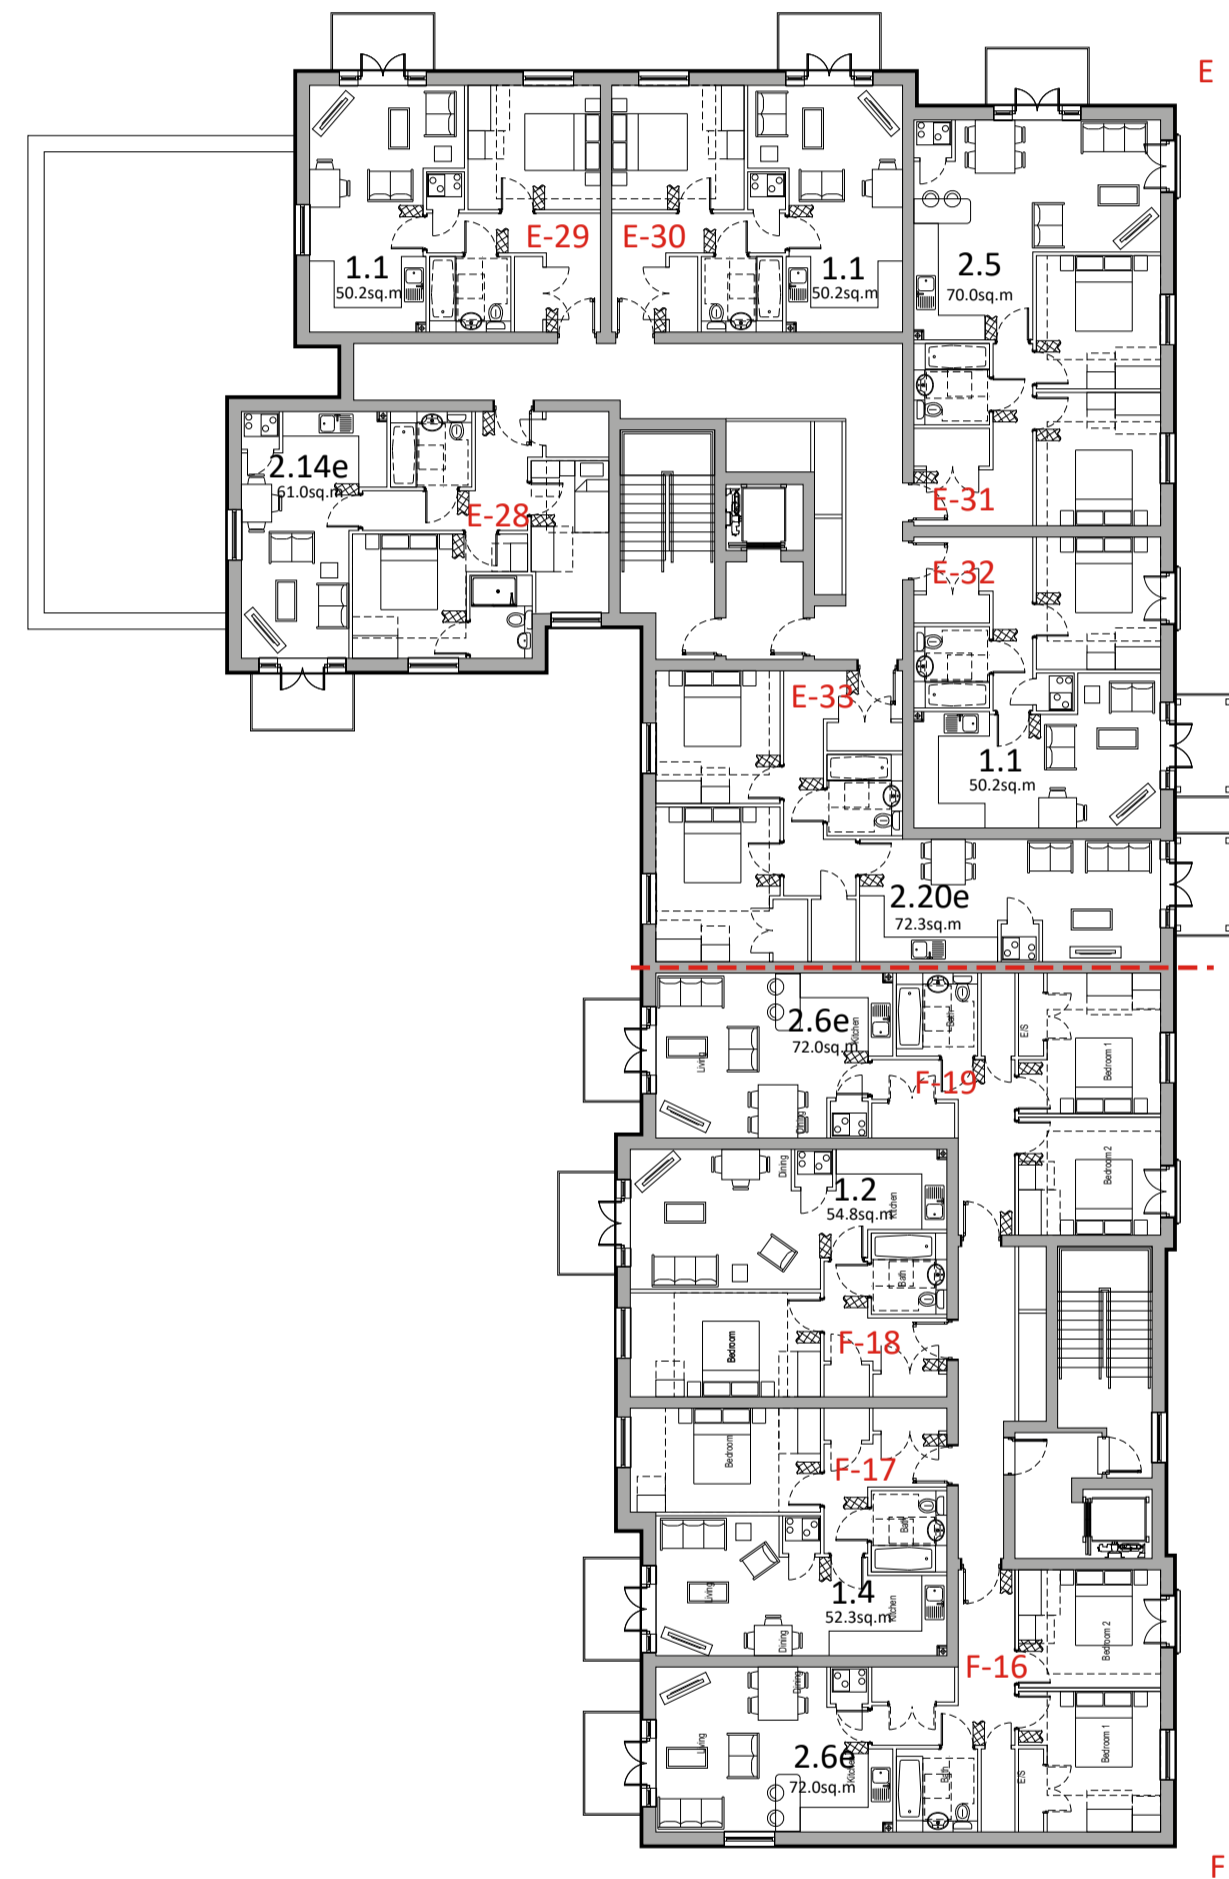 E
E-29
E-30
1.1
50.2sq.m
1.1
50.2sq.m
2.5
70.0sq.m
2.14e
61.0sq.m
E-28
E-31
E-32
E-33
1.1
50.2sq.m
2.20e
72.3sq.m
2.6e
72.0sq.m
Kitchen
Living
Dining
Bath
E/S
Bedroom 1
F-19
Bedroom 2
1.2
54.8sq.m
Dining
Kitchen
Bath
Bedroom
F-18
Bedroom
F-17
Bath
Living
1.4
52.3sq.m
Kitchen
Dining
Bedroom 2
F-16
Dining
Living
2.6e
72.0sq.m
Kitchen
Bath
E/S
Bedroom 1
F